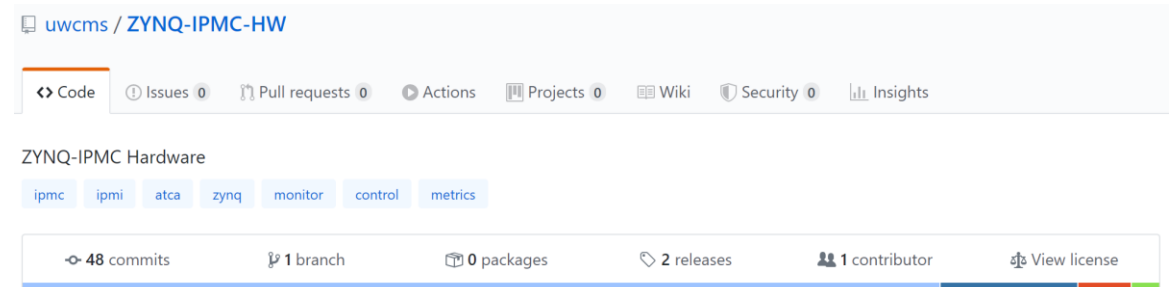 uwcms / ZYNQ-IPMC-HW
Code Issues 0 Pull requests 0 Actions Projects 0 Wiki Security 0 Insights
ZYNQ-IPMC Hardware
ipmc ipmi atca zynq monitor control metrics
48 commits 1 branch 0 packages 2 releases 1 contributor View license